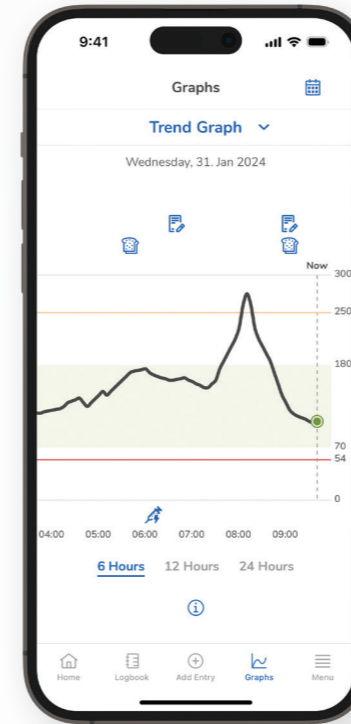 9:41
Graphs
Trend Graph
Wednesday, 31. Jan 2024
Now
300
250
180
70
54
0
04:00 05:00 06:00 07:00 08:00 09:00
6 Hours 12 Hours 24 Hours
Home Logbook Add Entry Graphs Menu